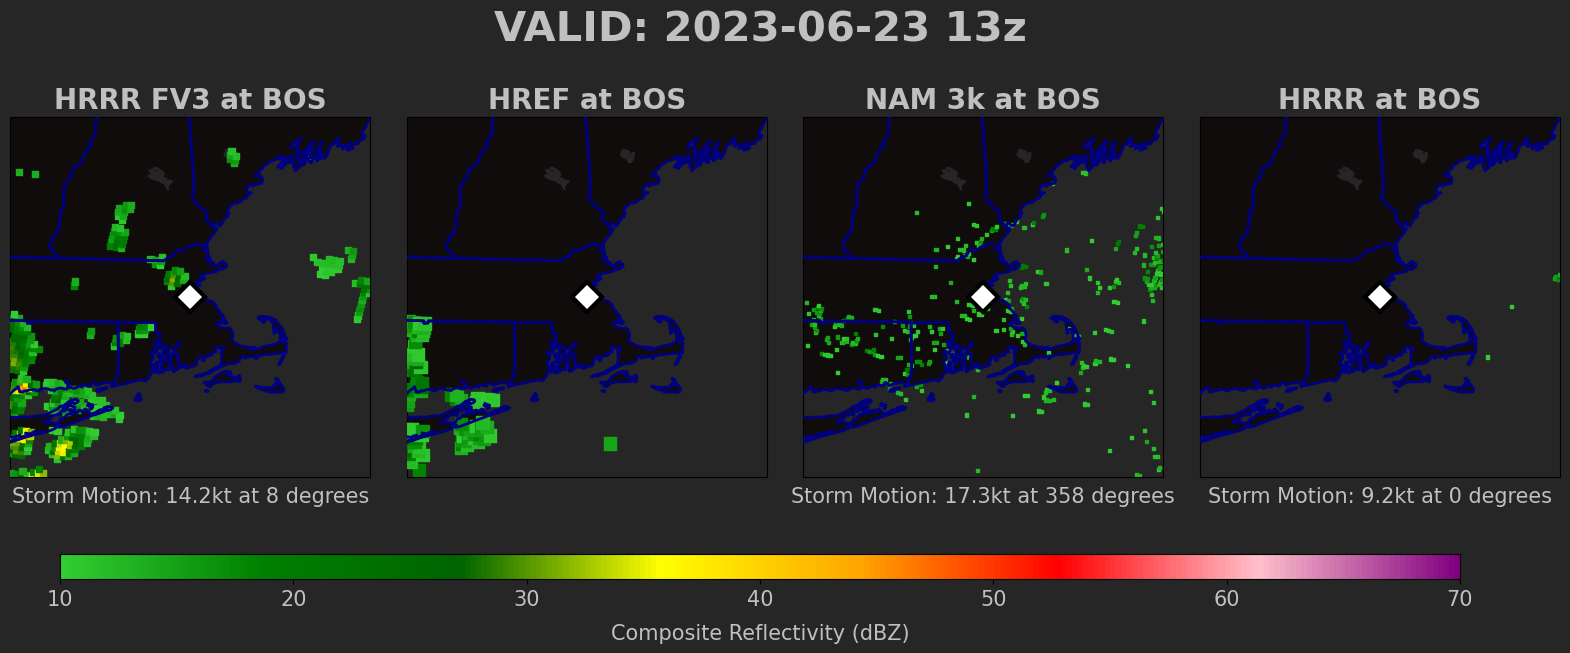 VALID: 2023-06-23 13z
HRRR FV3 at BOS
HREF at BOS
NAM 3k at BOS
HRRR at BOS
Storm Motion: 14.2kt at 8 degrees
Storm Motion: 17.3kt at 358 degrees
Storm Motion: 9.2kt at 0 degrees
10 20 30 40 50 60 70
Composite Reflectivity (dBZ)